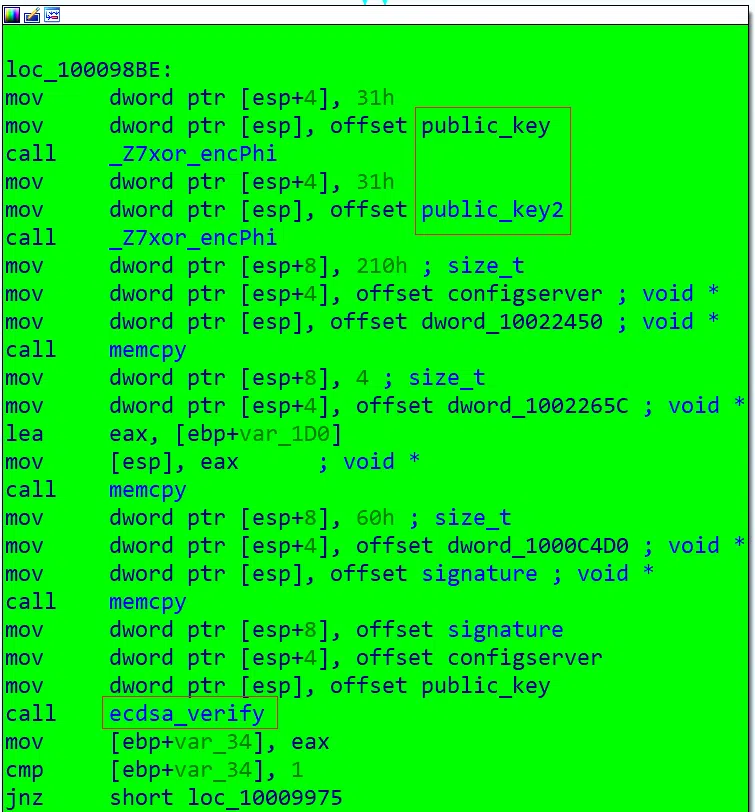 loc_100098BE:
mov     dword ptr [esp+4], 31h
mov     dword ptr [esp], offset public_key
call    _Z7xor_encPhi
mov     dword ptr [esp+4], 31h
mov     dword ptr [esp], offset public_key2
call    _Z7xor_encPhi
mov     dword ptr [esp+8], 210h ; size_t
mov     dword ptr [esp+4], offset configserver ; void *
mov     dword ptr [esp], offset dword_10022450 ; void *
call    memcpy
mov     dword ptr [esp+8], 4 ; size_t
mov     dword ptr [esp+4], offset dword_1002265C ; void *
lea     eax, [ebp+var_1D0]
mov     [esp], eax      ; void *
call    memcpy
mov     dword ptr [esp+8], 60h ; size_t
mov     dword ptr [esp+4], offset dword_1000C4D0 ; void *
mov     dword ptr [esp], offset signature ; void *
call    memcpy
mov     dword ptr [esp+8], offset signature
mov     dword ptr [esp+4], offset configserver
mov     dword ptr [esp], offset public_key
call    ecdsa_verify
mov     [ebp+var_34], eax
cmp     [ebp+var_34], 1
jnz     short loc_10009975